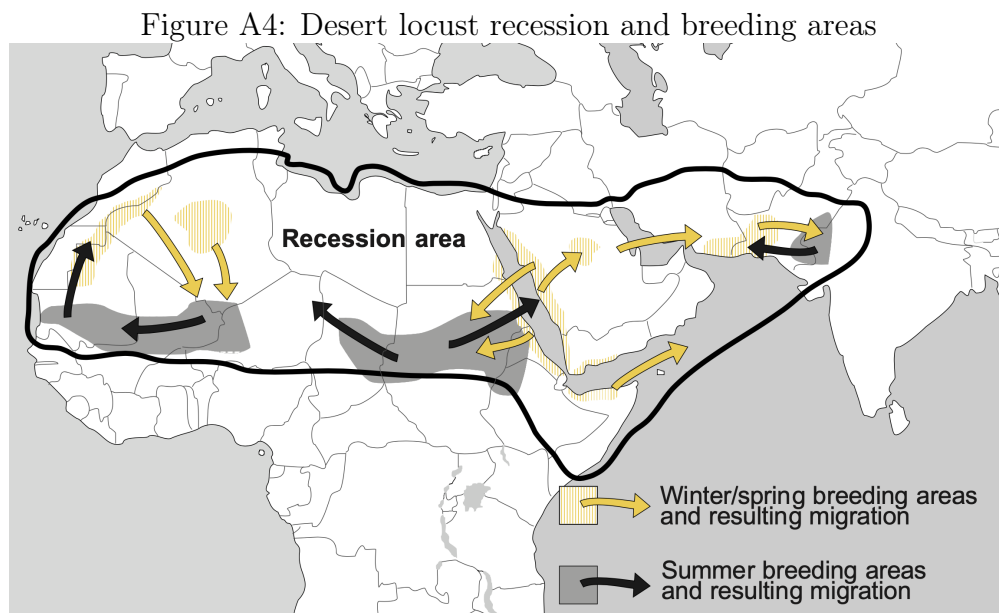 Figure A4: Desert locust recession and breeding areas
Recession area
Winter/spring breeding areas
and resulting migration
Summer breeding areas
and resulting migration